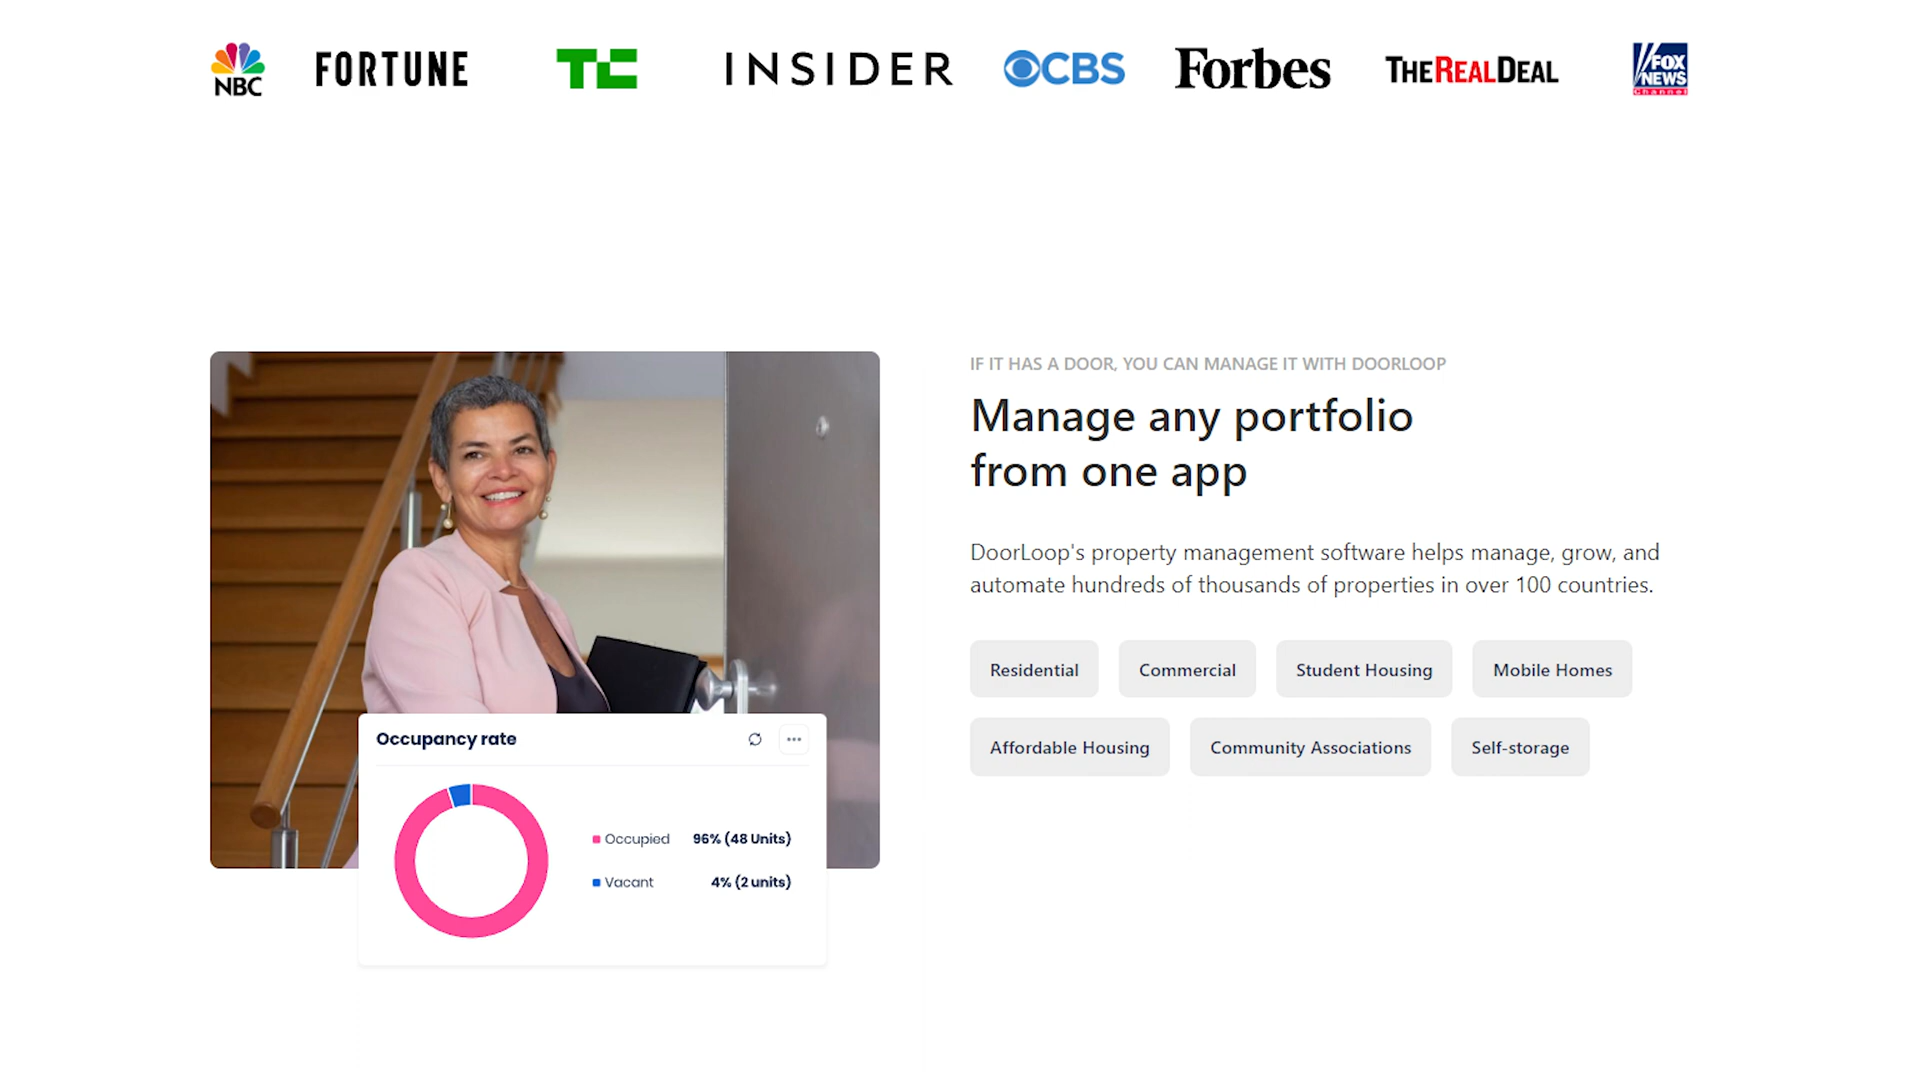 NBC
FORTUNE
TC
INSIDER
CBS
Forbes
THEREALDEAL
FOX
NEWS
Channel
IF IT HAS A DOOR, YOU CAN MANAGE IT WITH DOORLOOP
Manage any portfolio
from one app
DoorLoop's property management software helps manage, grow, and
automate hundreds of thousands of properties in over 100 countries.
Residential
Commercial
Student Housing
Mobile Homes
Affordable Housing
Community Associations
Self-storage
Occupancy rate
Occupied 96% (48 Units)
Vacant 4% (2 units)